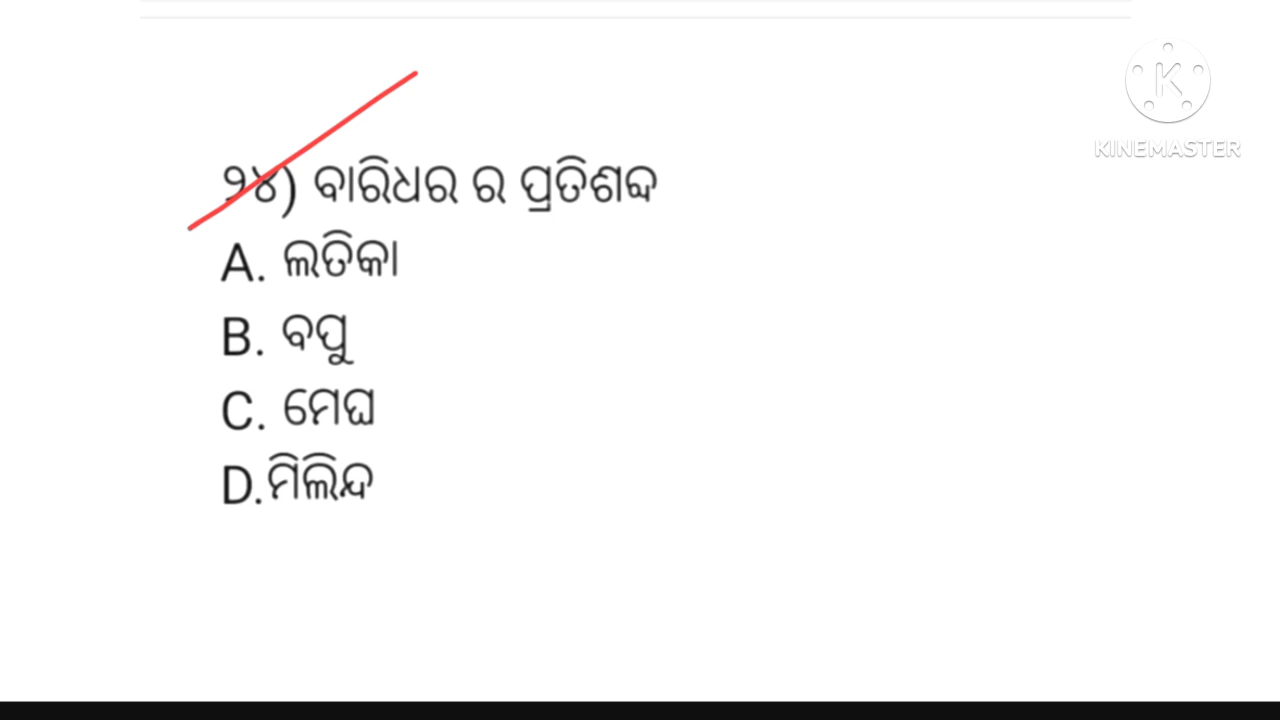 ୨୪) ବାରିଧର ର ପ୍ରତିଶବ୍ଦ
A. ଲତିକା
B. ବପୁ
C. ମେଘ
D.ମିଲିନ୍ଦ
KINEMASTER